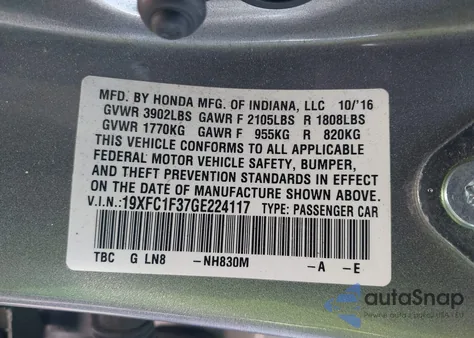 MFD. BY HONDA MFG. OF INDIANA, LLC 10/'16
GVWR 3902LBS GAWR F 2105LBS R 1808LBS
GVWR 1770KG GAWR F 955KG R 820KG
THIS VEHICLE CONFORMS TO ALL APPLICABLE
FEDERAL MOTOR VEHICLE SAFETY, BUMPER,
AND THEFT PREVENTION STANDARDS IN EFFECT
ON THE DATE OF MANUFACTURE SHOWN ABOVE.
V.I.N.:19XFC1F37GE224117 TYPE: PASSENGER CAR
TBC G LN8 -NH830M -A -E
autoSnap